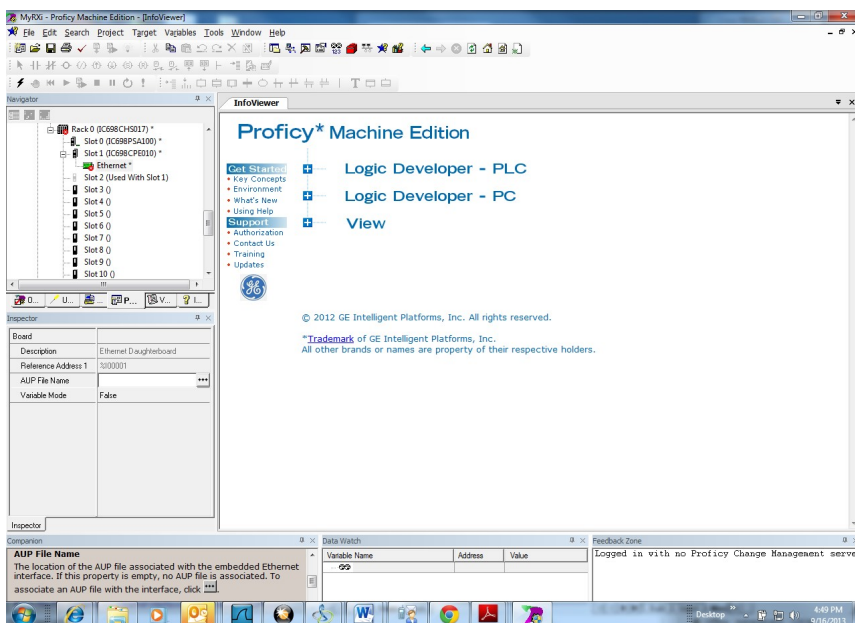 MyRXi - Proficy Machine Edition - [InfoViewer]
File Edit Search Project Target Variables Tools Window Help
Navigator
Rack 0 (IC698CHS017) *
Slot 0 (IC698PSA100) *
Slot 1 (IC698CPE010) *
Ethernet *
Slot 2 (Used With Slot 1)
Slot 3 ()
Slot 4 ()
Slot 5 ()
Slot 6 ()
Slot 7 ()
Slot 8 ()
Slot 9 ()
Slot 10 ()
O... U... ... P... V... I...
Inspector
Board
Description Ethernet Daughterboard
Reference Address 1 %I00001
AUP File Name
Variable Mode False
Inspector
InfoViewer
Proficy* Machine Edition
Get Started
Key Concepts
Environment
What's New
Using Help
Support
Authorization
Contact Us
Training
Updates
Logic Developer - PLC
Logic Developer - PC
View
© 2012 GE Intelligent Platforms, Inc. All rights reserved.
*Trademark of GE Intelligent Platforms, Inc.
All other brands or names are property of their respective holders.
Companion
AUP File Name
The location of the AUP file associated with the embedded Ethernet
interface. If this property is empty, no AUP file is associated. To
associate an AUP file with the interface, click ... .
Data Watch
Variable Name Address Value
Feedback Zone
Logged in with no Proficy Change Management serve
Desktop
4:49 PM
9/16/2013